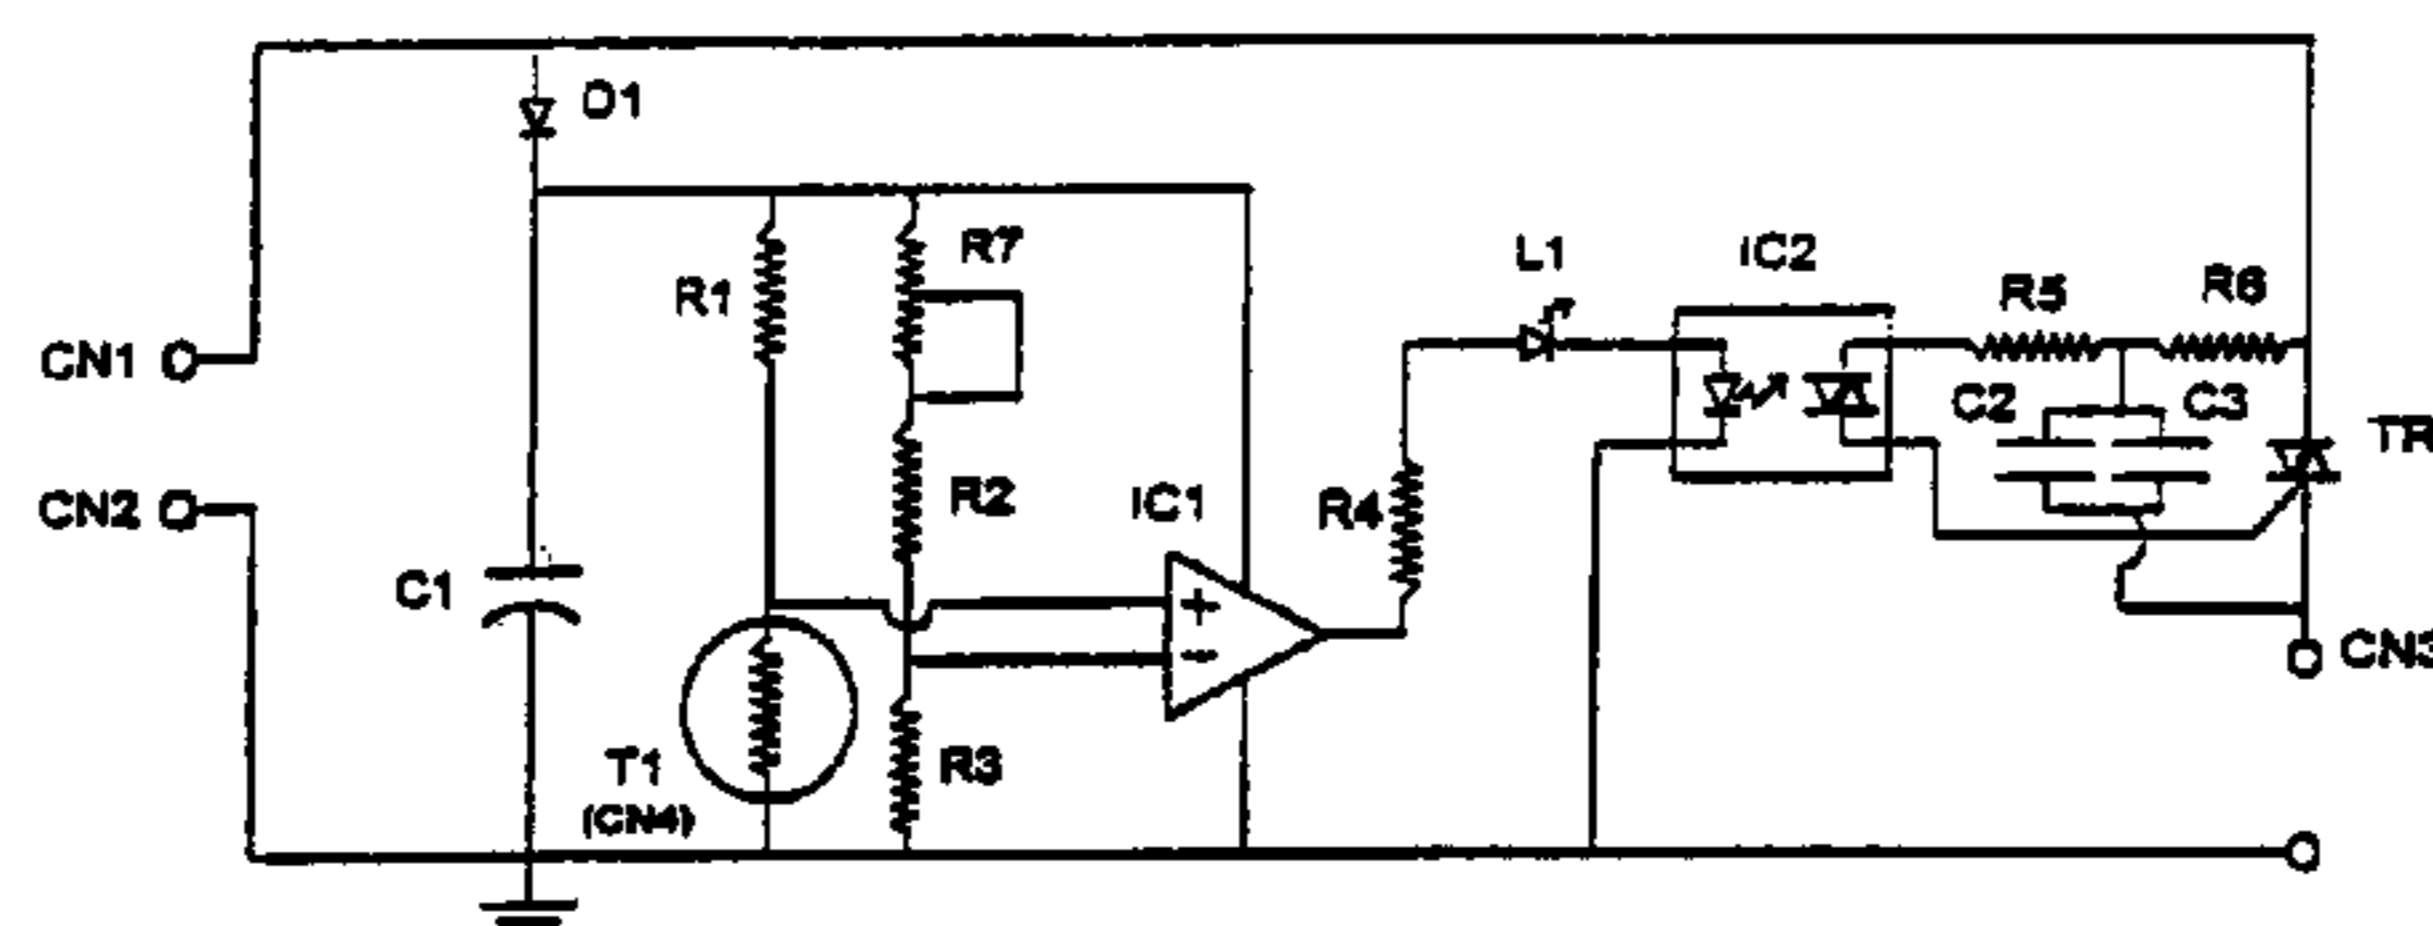 D1
R7
R1
L1
IC2
R5
R6
CN1
C2
C3
TR
R2
IC1
R4
CN2
C1
+
-
CN3
T1
(CN4)
R3